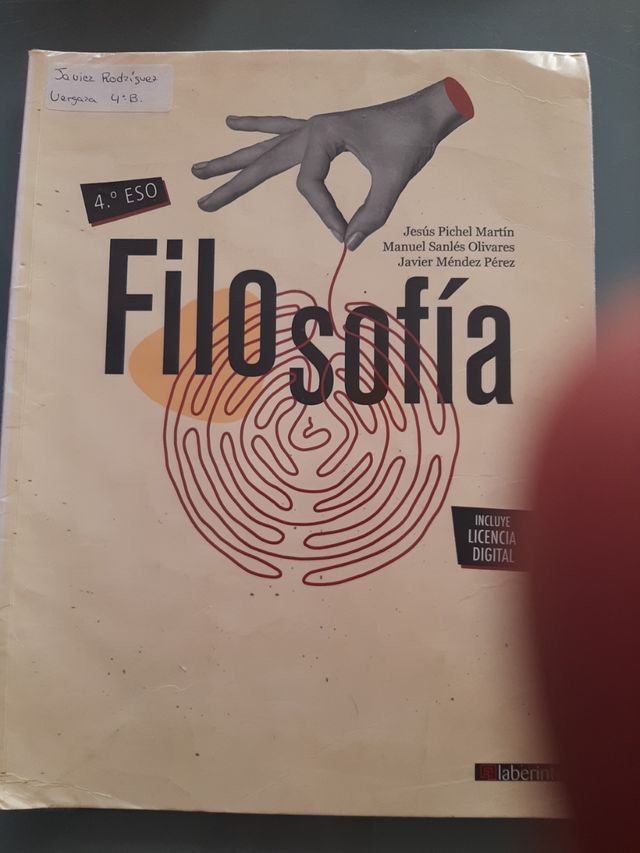 Javier Rodríguez
Vergara 4ºB.
4.º ESO
Jesús Pichel Martín
Manuel Sanlés Olivares
Javier Méndez Pérez
Filosofía
INCLUYE
LICENCIA
DIGITAL